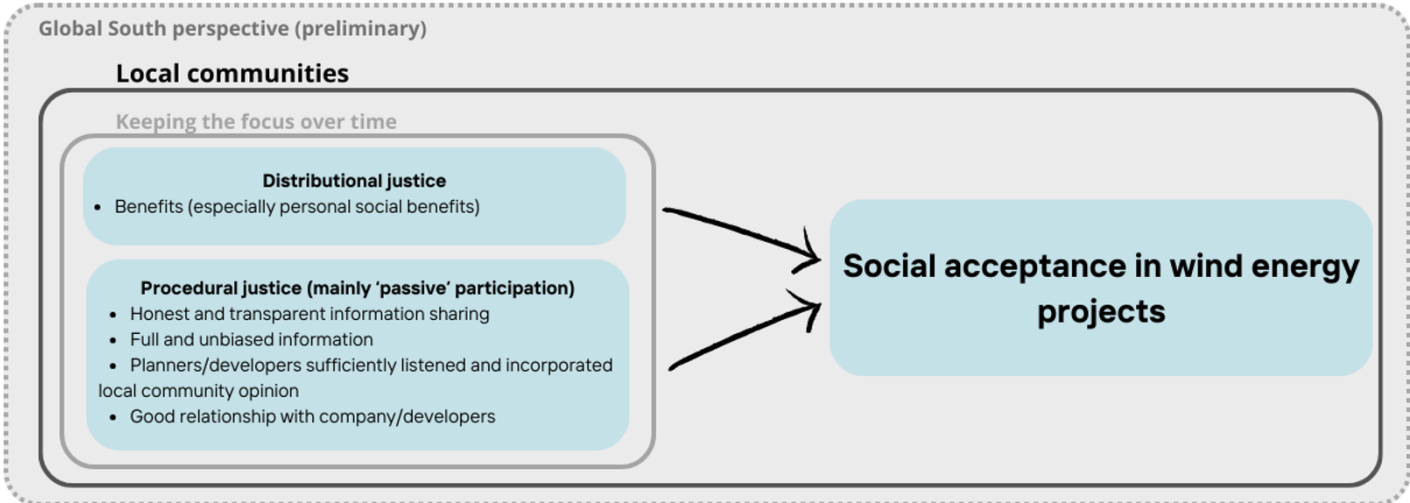 Global South perspective (preliminary)
Local communities
Keeping the focus over time
Distributional justice
• Benefits (especially personal social benefits)
Procedural justice (mainly ‘passive’ participation)
• Honest and transparent information sharing
• Full and unbiased information
• Planners/developers sufficiently listened and incorporated
local community opinion
• Good relationship with company/developers
Social acceptance in wind energy
projects